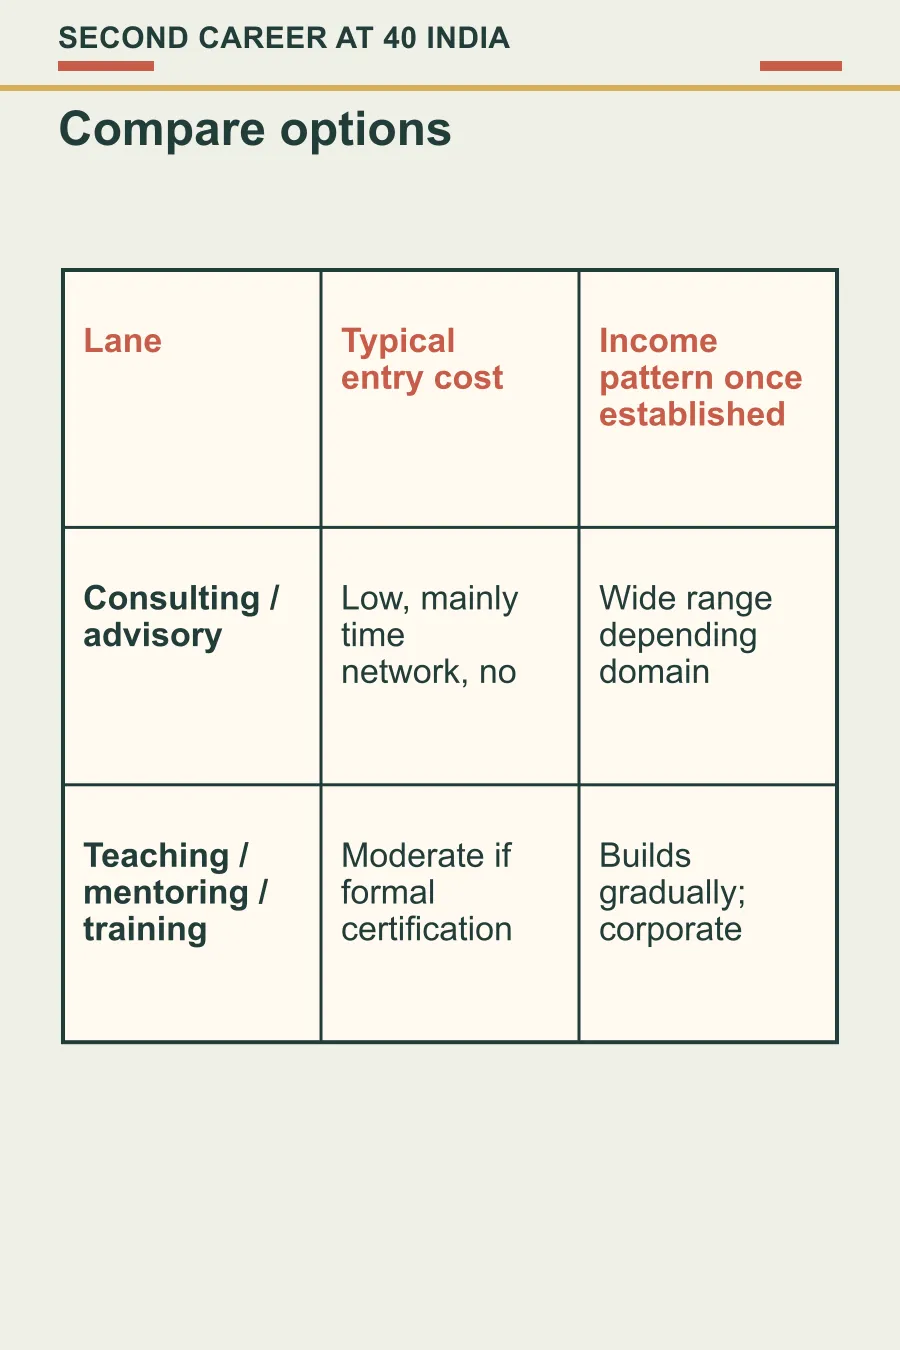 SECOND CAREER AT 40 INDIA
Compare options
Lane
Typical
entry cost
Income
pattern once
established
Consulting /
advisory
Low, mainly
time
network, no
Wide range
depending
domain
Teaching /
mentoring /
training
Moderate if
formal
certification
Builds
gradually;
corporate